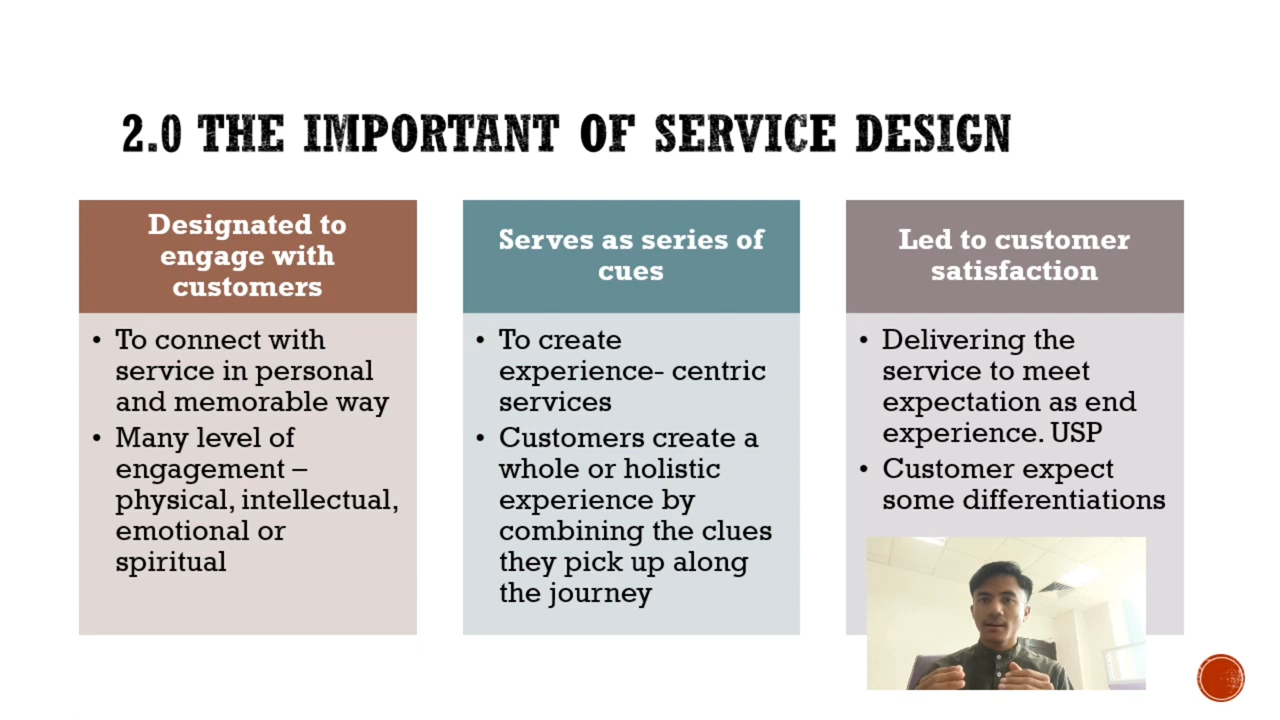 2.0 THE IMPORTANT OF SERVICE DESIGN
Designated to
engage with
customers
• To connect with
service in personal
and memorable way
• Many level of
engagement –
physical, intellectual,
emotional or
spiritual
Serves as series of
cues
• To create
experience- centric
services
• Customers create a
whole or holistic
experience by
combining the clues
they pick up along
the journey
Led to customer
satisfaction
• Delivering the
service to meet
expectation as end
experience. USP
• Customer expect
some differentiations